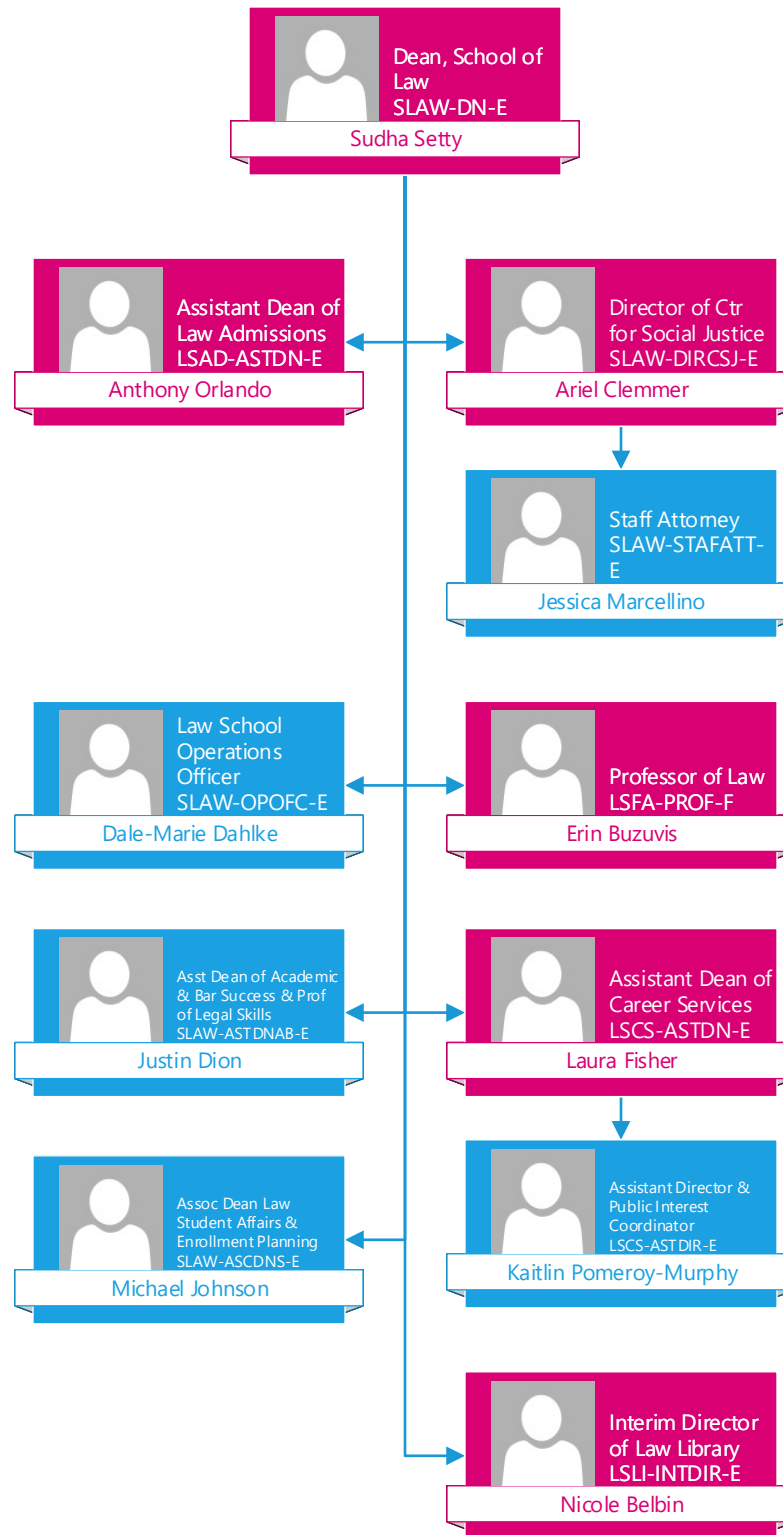 Dean, School of
Law
SLAW-DN-E
Sudha Setty
Assistant Dean of
Law Admissions
LSAD-ASTDN-E
Anthony Orlando
Director of Ctr
for Social Justice
SLAW-DIRCSJ-E
Ariel Clemmer
Staff Attorney
SLAW-STAFATT-
E
Jessica Marcellino
Law School
Operations
Officer
SLAW-OPOFC-E
Dale-Marie Dahlke
Professor of Law
LSFA-PROF-F
Erin Buzuvis
Asst Dean of Academic
& Bar Success & Prof
of Legal Skills
SLAW-ASTDNAB-E
Justin Dion
Assistant Dean of
Career Services
LSCS-ASTDN-E
Laura Fisher
Assoc Dean Law
Student Affairs &
Enrollment Planning
SLAW-ASCDNS-E
Michael Johnson
Assistant Director &
Public Interest
Coordinator
LSCS-ASTDIR-E
Kaitlin Pomeroy-Murphy
Interim Director
of Law Library
LSLI-INTDIR-E
Nicole Belbin